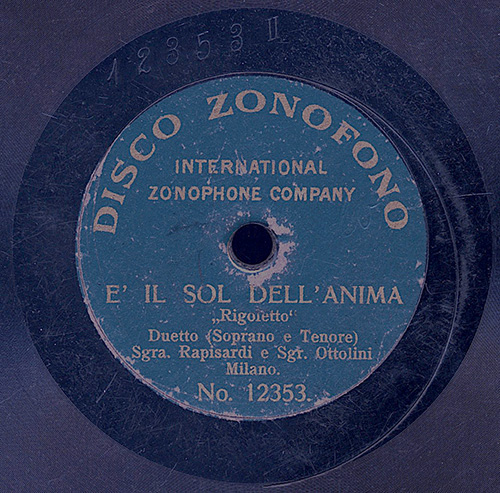 12353 II
DISCO ZONOFONO
INTERNATIONAL
ZONOPHONE COMPANY
E' IL SOL DELL'ANIMA
„Rigoletto“
Duetto (Soprano e Tenore)
Sgra. Rapisardi e Sgr. Ottolini
Milano.
No. 12353.